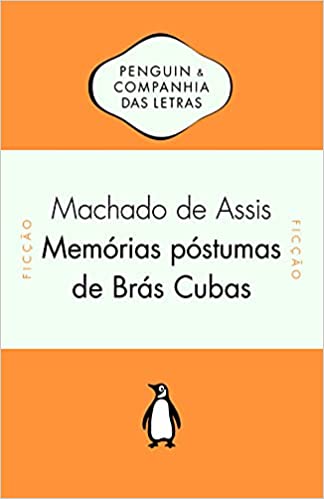 PENGUIN &
COMPANHIA
DAS LETRAS
Machado de Assis
Memórias póstumas
de Brás Cubas
FICÇÃO
FICÇÃO